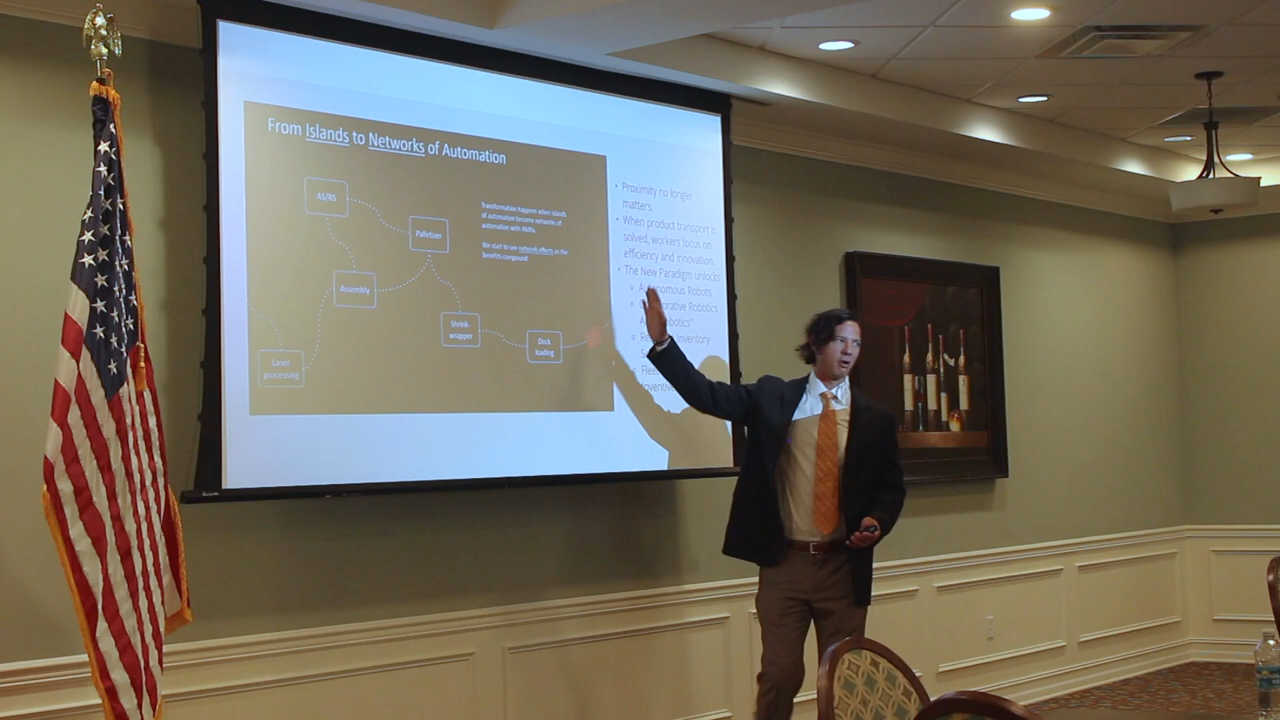 From Islands to Networks of Automation
AS/RS
Palletizer
Transformation happens when islands
of automation become networks of
automation with AMRs.
We start to see network effects as the
benefits compound.
Assembly
Shrink-
wrapper
Dock
loading
Laser
processing
• Proximity no longer
matters.
• When product transport is
solved, workers focus on
efficiency and innovation
• The New Paradigm unlocks
Robots
Robotics
Inventory